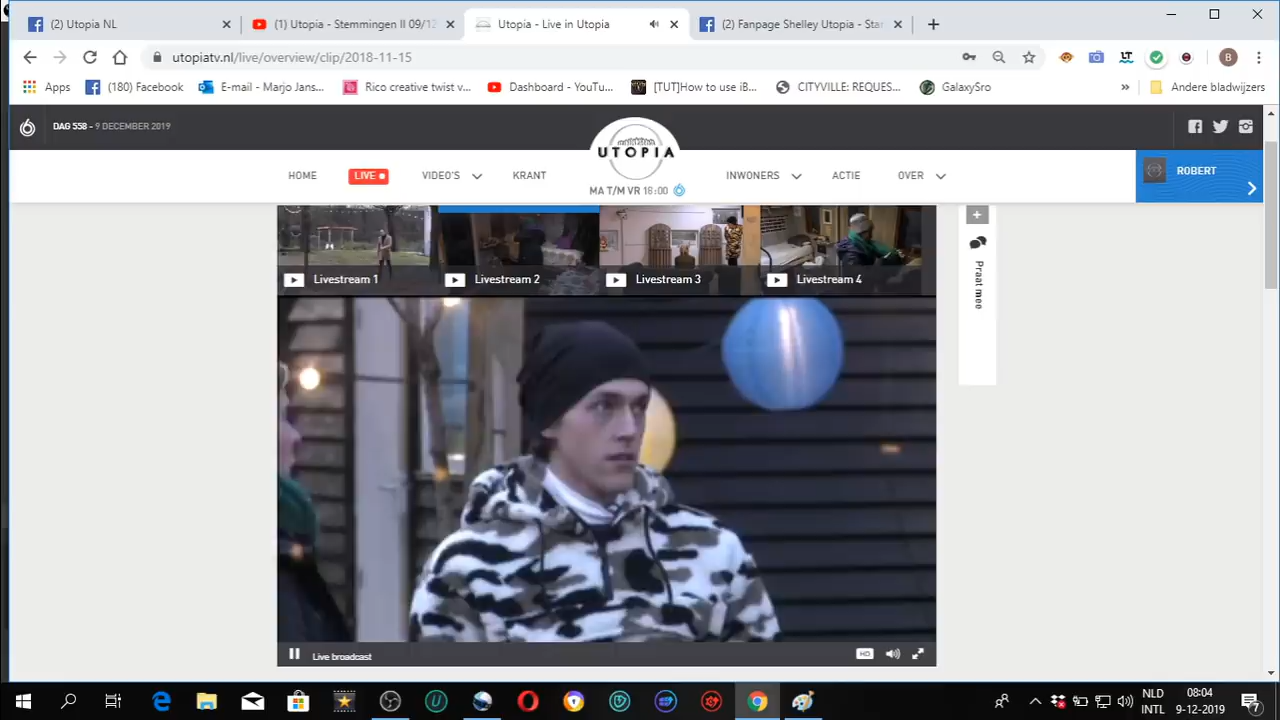 (2) Utopia NL
(1) Utopia - Stemmingen II 09/12
Utopia - Live in Utopia
(2) Fanpage Shelley Utopia - Star
utopiatv.nl/live/overview/clip/2018-11-15
B
Apps
(180) Facebook
E-mail - Marjo Jans...
Rico creative twist v...
Dashboard - YouTu...
[TUT]How to use iB...
CITYVILLE: REQUES...
GalaxySro
»
Andere bladwijzers
DAG 558 - 9 DECEMBER 2019
HOME
LIVE
VIDEO'S
KRANT
UTOPIA
MA T/M VR 18:00
INWONERS
ACTIE
OVER
ROBERT
Livestream 1
Livestream 2
Livestream 3
Livestream 4
Praat mee
Live broadcast
HD
NLD
INTL
08:04
9-12-2019
7